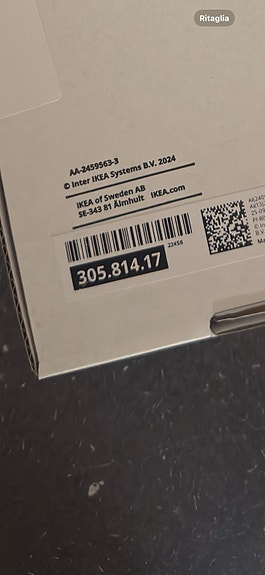 Ritaglia
AA-2459563-3
© Inter IKEA Systems B.V. 2024
IKEA of Sweden AB
SE-343 81 Älmhult IKEA.com
22458
305.814.17